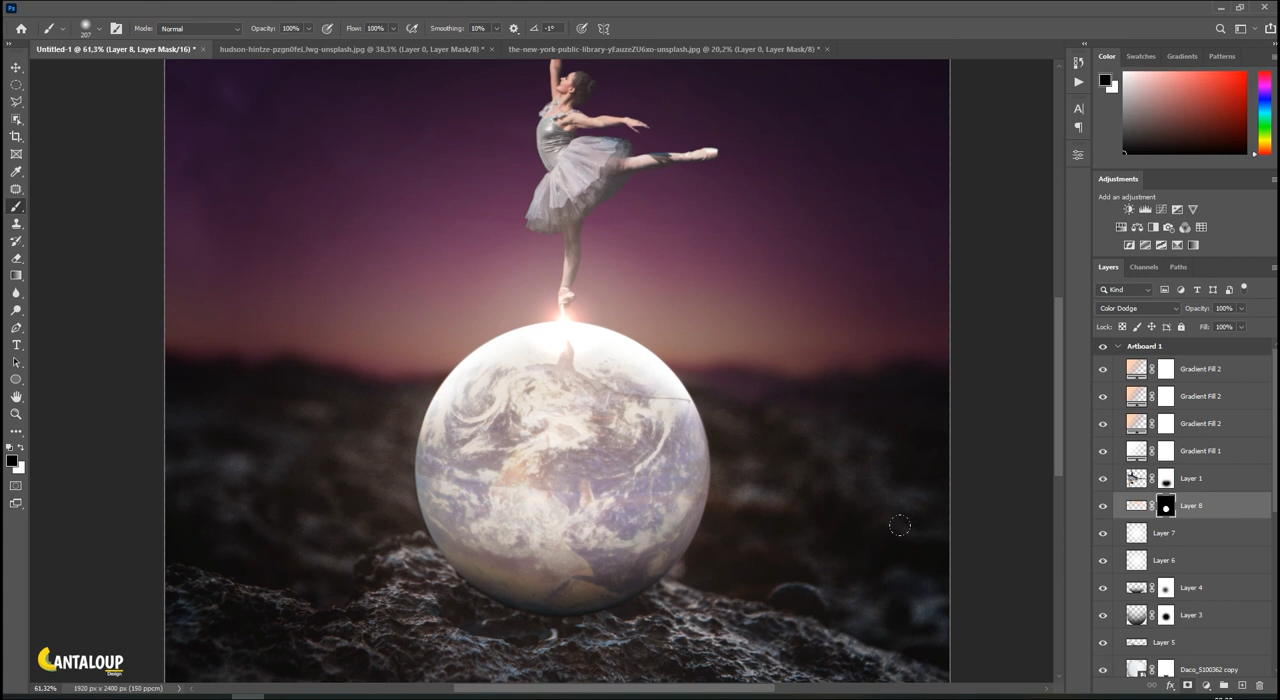 Ps
207
Mode: Normal
Opacity: 100%
Flow: 100%
Smoothing: 10%
-1°
Untitled-1 @ 61,3% (Layer 8, Layer Mask/16) * ×
hudson-hintze-pzgn0feLIwg-unsplash.jpg @ 38,3% (Layer 0, Layer Mask/8) * ×
the-new-york-public-library-yEauzeZU6xo-unsplash.jpg @ 20,2% (Layer 0, Layer Mask/8) * ×
Color Swatches Gradients Patterns
Adjustments
Add an adjustment
Layers Channels Paths
Kind
Color Dodge Opacity: 100%
Lock: Fill: 100%
Artboard 1
Gradient Fill 2
Gradient Fill 2
Gradient Fill 2
Gradient Fill 1
Layer 1
Layer 8
Layer 7
Layer 6
Layer 4
Layer 3
Layer 5
Daco_5100362 copy
fx
CANTALOUP
Design
61,32% 1920 px x 2400 px (150 ppcm)